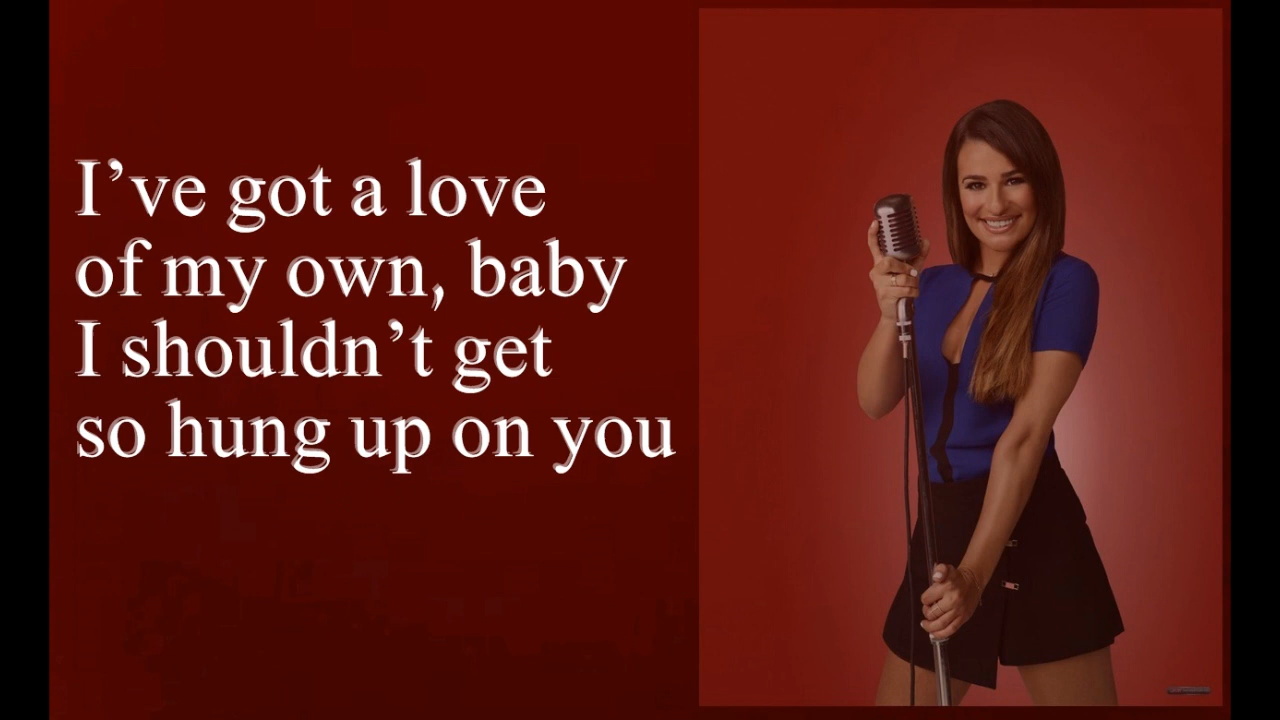 I’ve got a love
of my own, baby
I shouldn’t get
so hung up on you